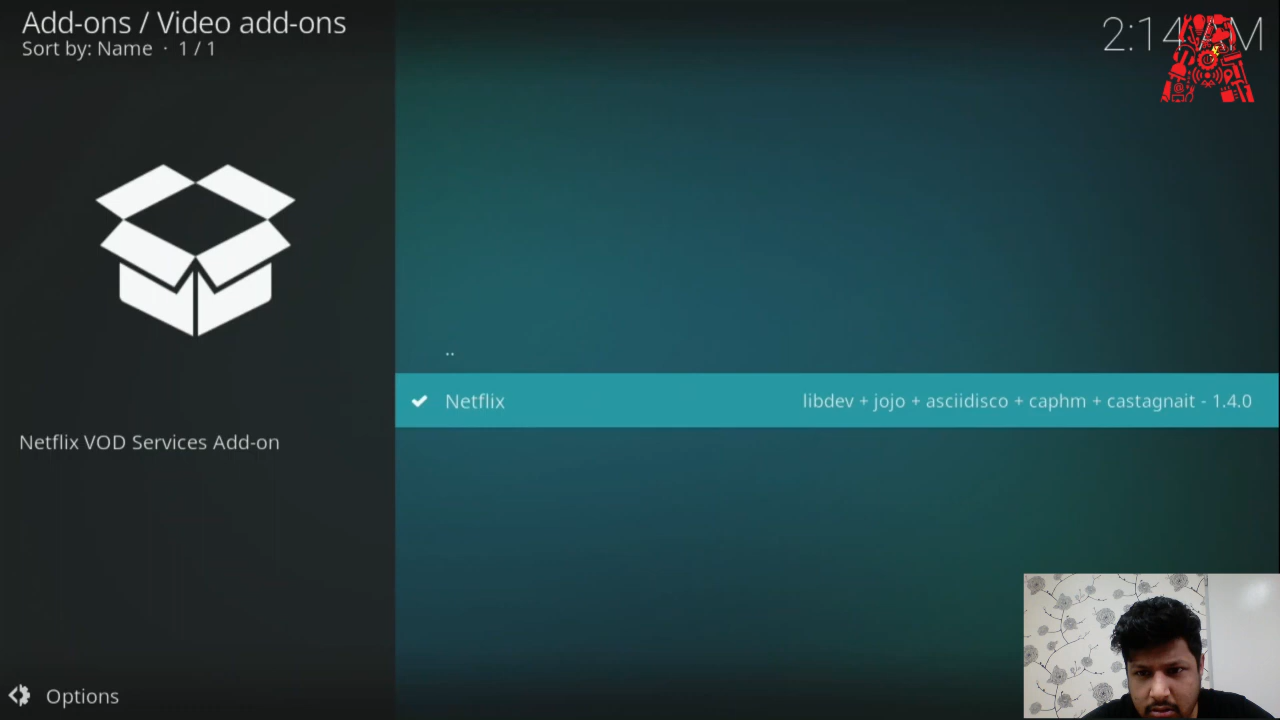 Add-ons / Video add-ons
Sort by: Name · 1 / 1
2:14 AM
..
Netflix
libdev + jojo + asciidisco + caphm + castagnait - 1.4.0
Netflix VOD Services Add-on
Options